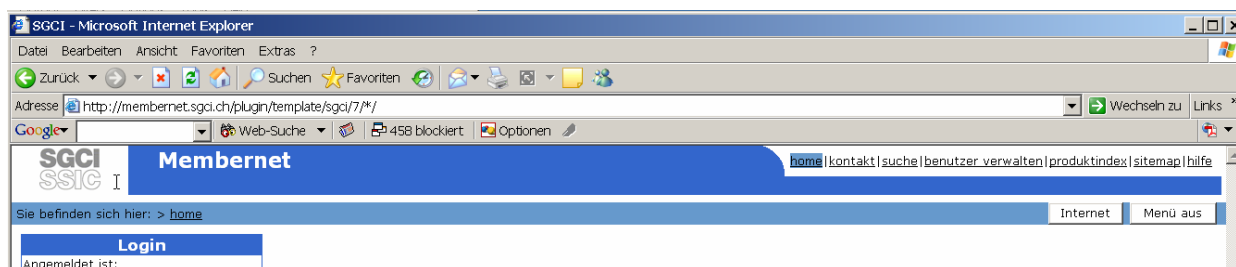 SGCI - Microsoft Internet Explorer
Datei Bearbeiten Ansicht Favoriten Extras ?
Zurück Suchen Favoriten
Adresse http://membernet.sgci.ch/plugin/template/sgci/7/*/ Wechseln zu Links »
Google Web-Suche 458 blockiert Optionen
SGCI Membernet home|kontakt|suche|benutzer verwalten|produktindex|sitemap|hilfe
SSIC
Sie befinden sich hier: > home Internet Menü aus
Login
Angemeldet ist: